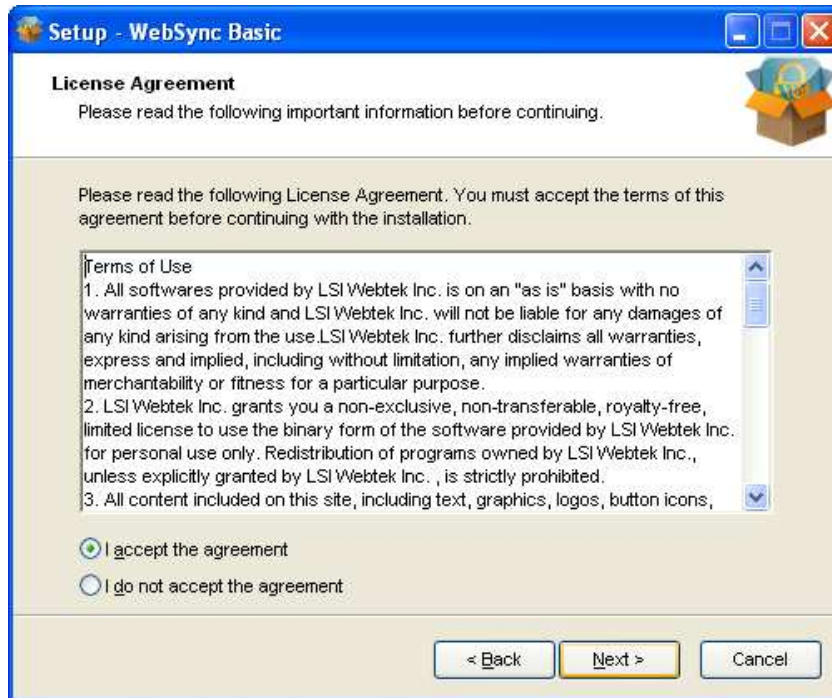 Setup - WebSync Basic
License Agreement
Please read the following important information before continuing.
Please read the following License Agreement. You must accept the terms of this
agreement before continuing with the installation.
Terms of Use
1. All softwares provided by LSI Webtek Inc. is on an "as is" basis with no
warranties of any kind and LSI Webtek Inc. will not be liable for any damages of
any kind arising from the use.LSI Webtek Inc. further disclaims all warranties,
express and implied, including without limitation, any implied warranties of
merchantability or fitness for a particular purpose.
2. LSI Webtek Inc. grants you a non-exclusive, non-transferable, royalty-free,
limited license to use the binary form of the software provided by LSI Webtek Inc.
for personal use only. Redistribution of programs owned by LSI Webtek Inc.,
unless explicitly granted by LSI Webtek Inc. , is strictly prohibited.
3. All content included on this site, including text, graphics, logos, button icons,
I accept the agreement
I do not accept the agreement
< Back
Next >
Cancel